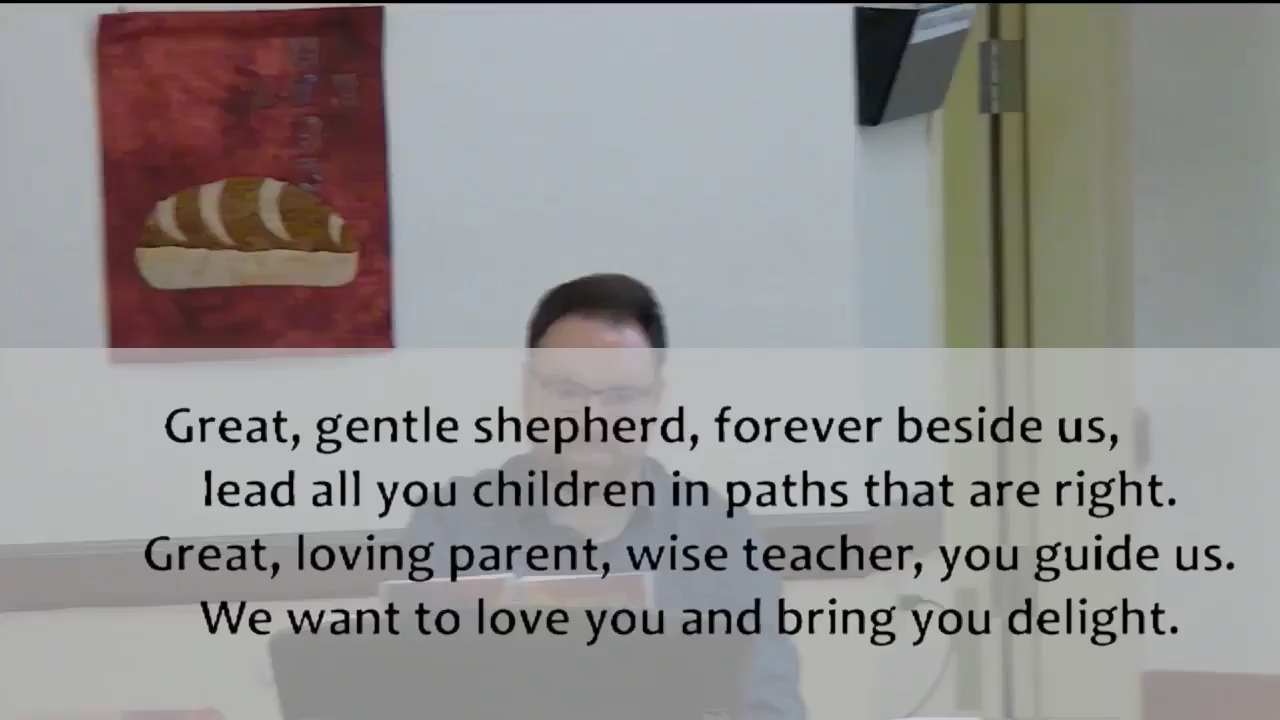 Great, gentle shepherd, forever beside us,
lead all you children in paths that are right.
Great, loving parent, wise teacher, you guide us.
We want to love you and bring you delight.